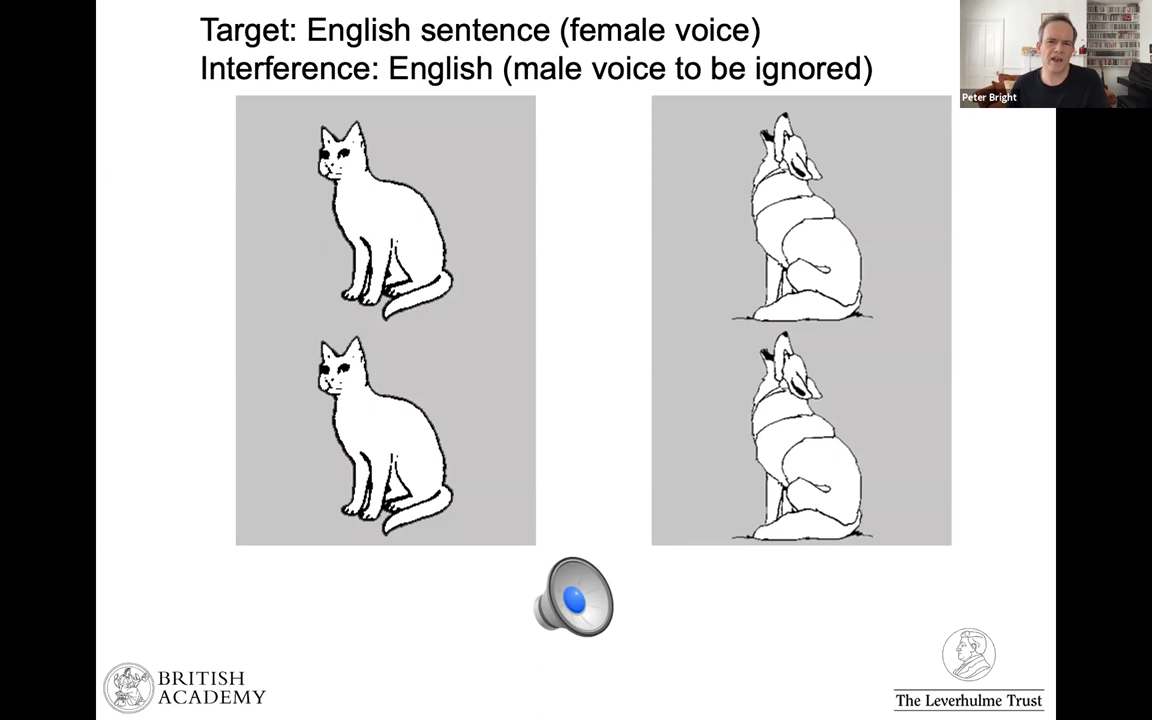 Target: English sentence (female voice)
Interference: English (male voice to be ignored)
Peter Bright
BRITISH
ACADEMY
The Leverhulme Trust